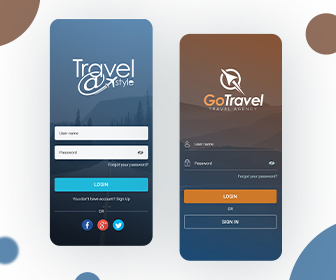 Travel
@ style
User name
Password
Forgot your password?
LOGIN
You don't have account? Sign Up
OR
GoTravel
TRAVEL AGENCY
User name
Password
Forgot your password?
LOGIN
OR
SIGN IN